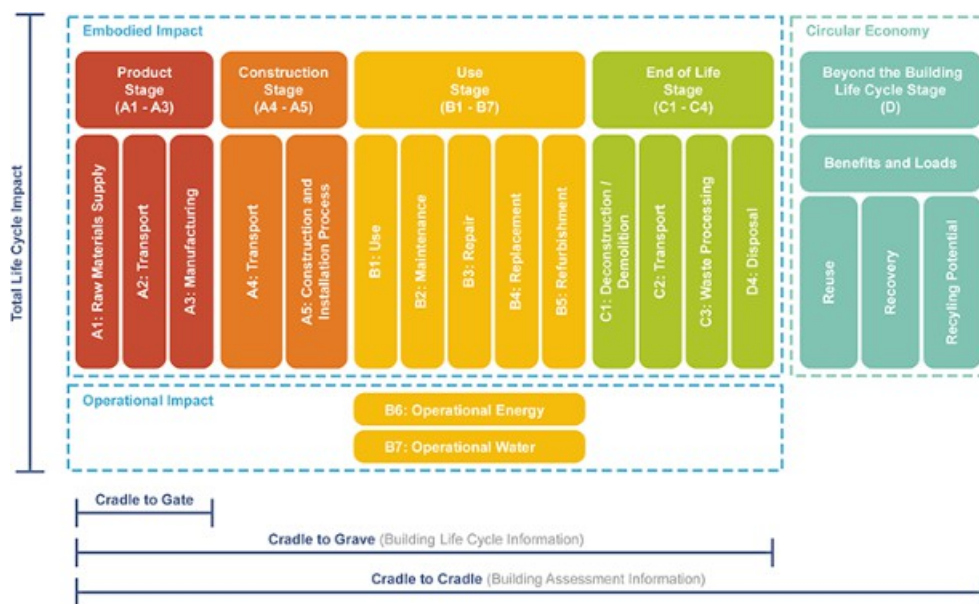 Embodied Impact
Circular Economy
Product
Stage
(A1 - A3)
Construction
Stage
(A4 - A5)
Use
Stage
(B1 - B7)
End of Life
Stage
(C1 - C4)
Beyond the Building
Life Cycle Stage
(D)
Benefits and Loads
A1: Raw Materials Supply
A2: Transport
A3: Manufacturing
A4: Transport
A5: Construction and
Installation Process
B1: Use
B2: Maintenance
B3: Repair
B4: Replacement
B5: Refurbishment
C1: Deconstruction /
Demolition
C2: Transport
C3: Waste Processing
D4: Disposal
Reuse
Recovery
Recyling Potential
Total Life Cycle Impact
Operational Impact
B6: Operational Energy
B7: Operational Water
Cradle to Gate
Cradle to Grave (Building Life Cycle Information)
Cradle to Cradle (Building Assessment Information)